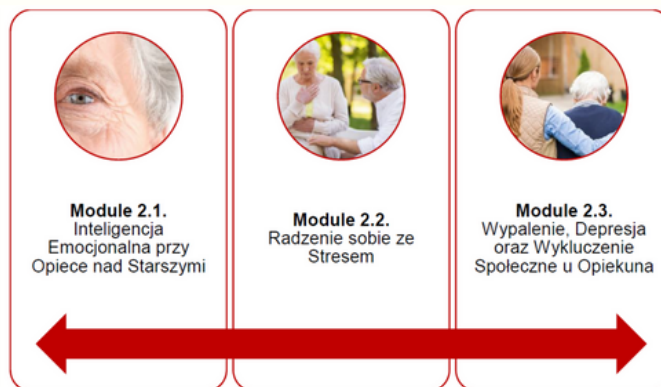 Module 2.1.
Inteligencja
Emocjonalna przy
Opiece nad Starszymi
Module 2.2.
Radzenie sobie ze
Stresem
Module 2.3.
Wypalenie, Depresja
oraz Wykluczenie
Społeczne u Opiekuna